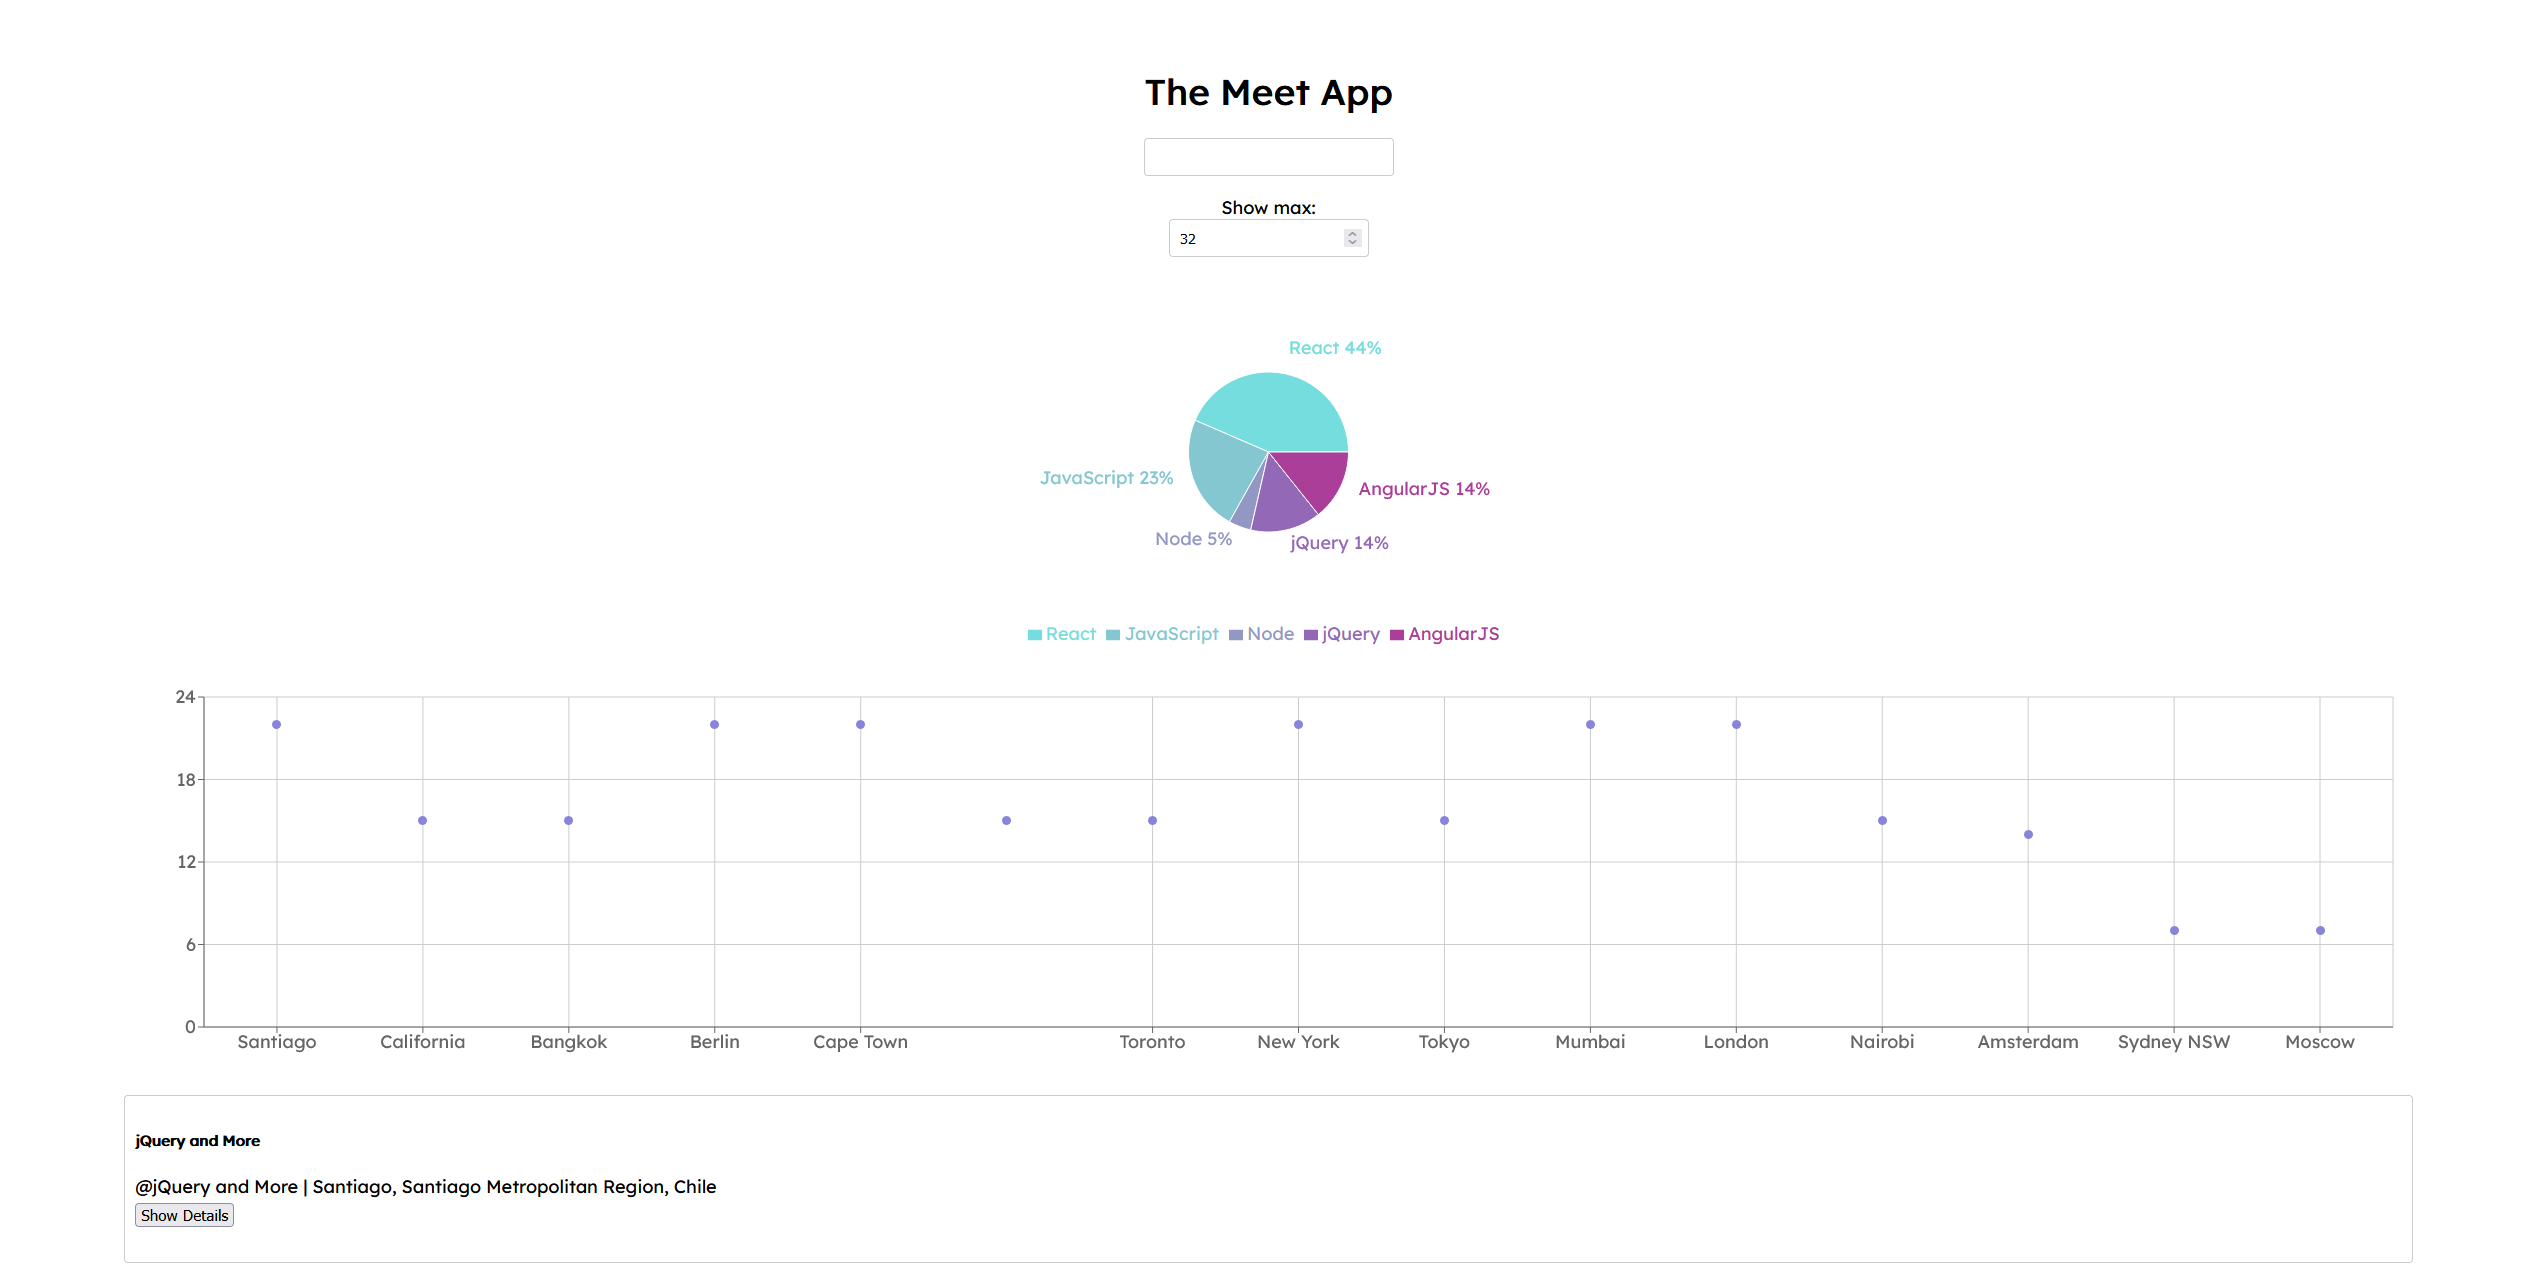 The Meet App
Show max:
32
React 44%
JavaScript 23%
AngularJS 14%
Node 5%
jQuery 14%
React JavaScript Node jQuery AngularJS
24
18
12
6
0
Santiago California Bangkok Berlin Cape Town Toronto New York Tokyo Mumbai London Nairobi Amsterdam Sydney NSW Moscow
jQuery and More
@jQuery and More | Santiago, Santiago Metropolitan Region, Chile
Show Details